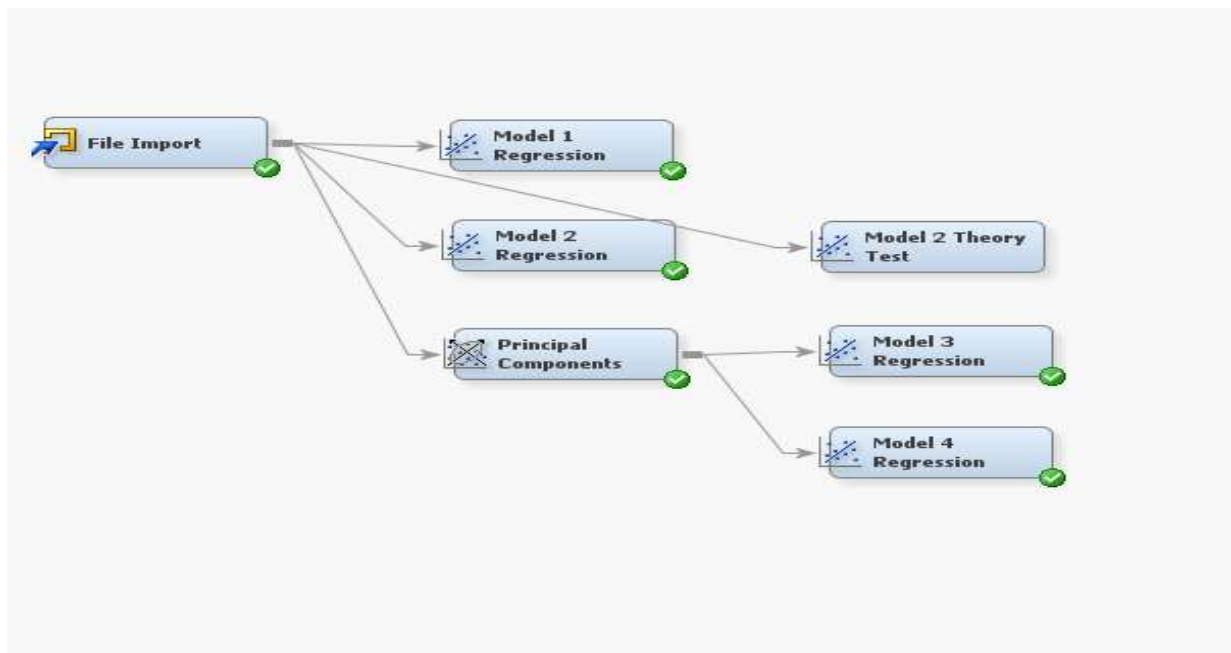 File Import
Model 1
Regression
Model 2
Regression
Model 2 Theory
Test
Principal
Components
Model 3
Regression
Model 4
Regression